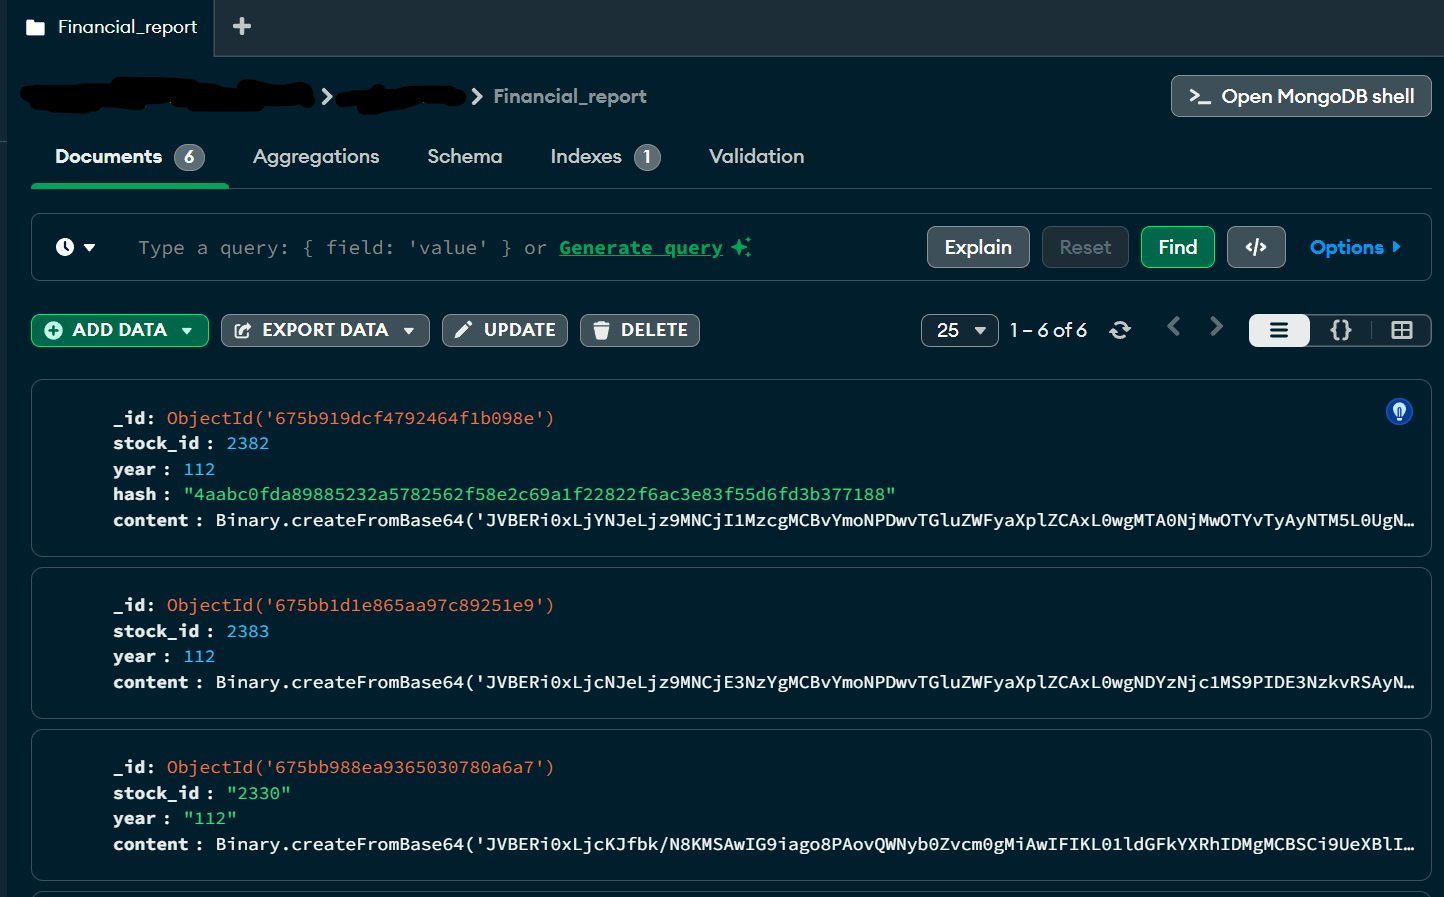 Financial_report
Financial_report
Open MongoDB shell
Documents 6 Aggregations Schema Indexes 1 Validation
Type a query: { field: 'value' } or Generate query
Explain Reset Find </> Options
ADD DATA EXPORT DATA UPDATE DELETE 25 1 – 6 of 6 {}
_id: ObjectId('675b919dcf4792464f1b098e')
stock_id : 2382
year : 112
hash : "4aabc0fda89885232a5782562f58e2c69a1f22822f6ac3e83f55d6fd3b377188"
content : Binary.createFromBase64('JVBERi0xLjYNJeLjz9MNCjI1MzcgMCBvYmoNPDwvTGluZWFyaXplZCAxL0wgMTA0NjMwOTYvTyAyNTM5L0UgN…
_id: ObjectId('675bb1d1e865aa97c89251e9')
stock_id : 2383
year : 112
content : Binary.createFromBase64('JVBERi0xLjcNJeLjz9MNCjE3NzYgMCBvYmoNPDwvTGluZWFyaXplZCAxL0wgNDYzNjc1MS9PIDE3NzkvRSAyN…
_id: ObjectId('675bb988ea9365030780a6a7')
stock_id : "2330"
year : "112"
content : Binary.createFromBase64('JVBERi0xLjcKJfbk/N8KMSAwIG9iago8PAovQWNyb0Zvcm0gMiAwIFIKL01ldGFkYXRhIDMgMCBSCi9UeXBlI…